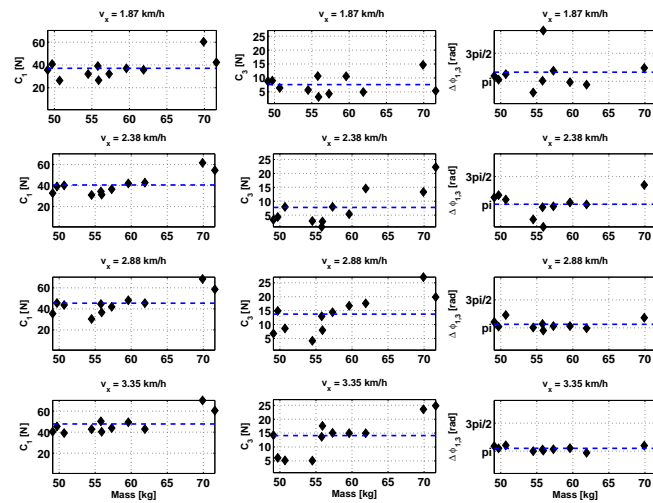 v_x = 1.87 km/h v_x = 1.87 km/h v_x = 1.87 km/h
60
40
20
C_1 [N]
50 55 60 65 70
25
20
15
10
5
C_3 [N]
50 55 60 65 70
3pi/2
pi
Δ ϕ_1,3 [rad]
50 55 60 65 70
v_x = 2.38 km/h v_x = 2.38 km/h v_x = 2.38 km/h
60
40
20
C_1 [N]
50 55 60 65 70
25
20
15
10
5
C_3 [N]
50 55 60 65 70
3pi/2
pi
Δ ϕ_1,3 [rad]
50 55 60 65 70
v_x = 2.88 km/h v_x = 2.88 km/h v_x = 2.88 km/h
60
40
20
C_1 [N]
50 55 60 65 70
25
20
15
10
5
C_3 [N]
50 55 60 65 70
3pi/2
pi
Δ ϕ_1,3 [rad]
50 55 60 65 70
v_x = 3.35 km/h v_x = 3.35 km/h v_x = 3.35 km/h
60
40
20
C_1 [N]
50 55 60 65 70
Mass [kg]
25
20
15
10
5
C_3 [N]
50 55 60 65 70
Mass [kg]
3pi/2
pi
Δ ϕ_1,3 [rad]
50 55 60 65 70
Mass [kg]